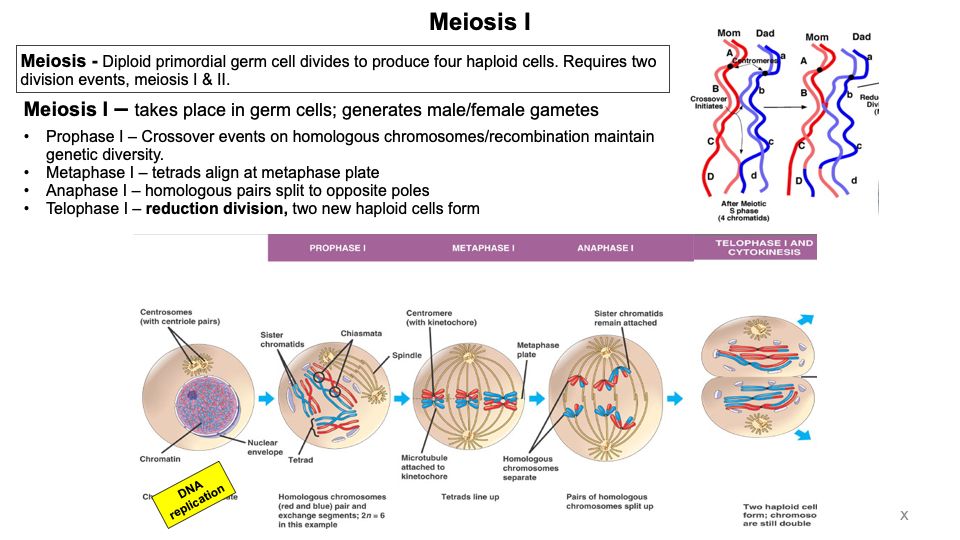 Meiosis I
Meiosis - Diploid primordial germ cell divides to produce four haploid cells. Requires two
division events, meiosis I & II.
Meiosis I – takes place in germ cells; generates male/female gametes
• Prophase I – Crossover events on homologous chromosomes/recombination maintain
genetic diversity.
• Metaphase I – tetrads align at metaphase plate
• Anaphase I – homologous pairs split to opposite poles
• Telophase I – reduction division, two new haploid cells form
Mom Dad
A
a
Centromeres
B
b
Crossover
Initiates
C
c
D
d
After Meiotic
S phase
(4 chromatids)
Mom Dad
A
a
B
b
C
c
D
d
PROPHASE I
METAPHASE I
ANAPHASE I
TELOPHASE I AND
CYTOKINESIS
Centrosomes
(with centriole pairs)
Chromatin
Nuclear
envelope
DNA
replication
Sister
chromatids
Chiasmata
Spindle
Tetrad
Homologous chromosomes
(red and blue) pair and
exchange segments; 2n = 6
in this example
Centromere
(with kinetochore)
Metaphase
plate
Microtubule
attached to
kinetochore
Tetrads line up
Sister chromatids
remain attached
Homologous
chromosomes
separate
Pairs of homologous
chromosomes split up
Two haploid cell
form; chromoso
are still double
X